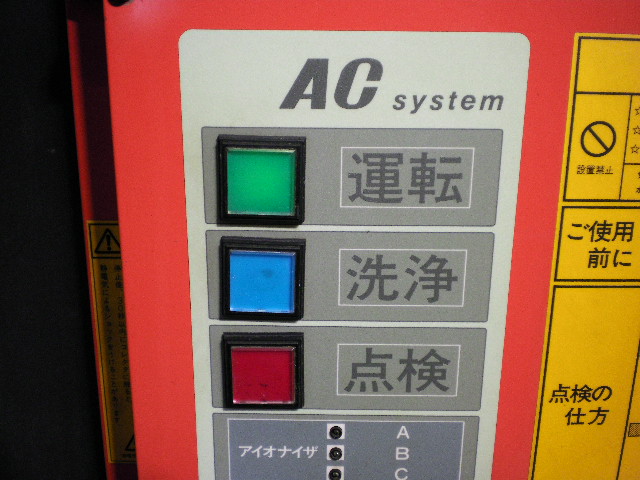 AC system
運転
洗浄
点検
アイオナイザ
A
B
C
設置禁止
ご使用
前に
点検の
仕方